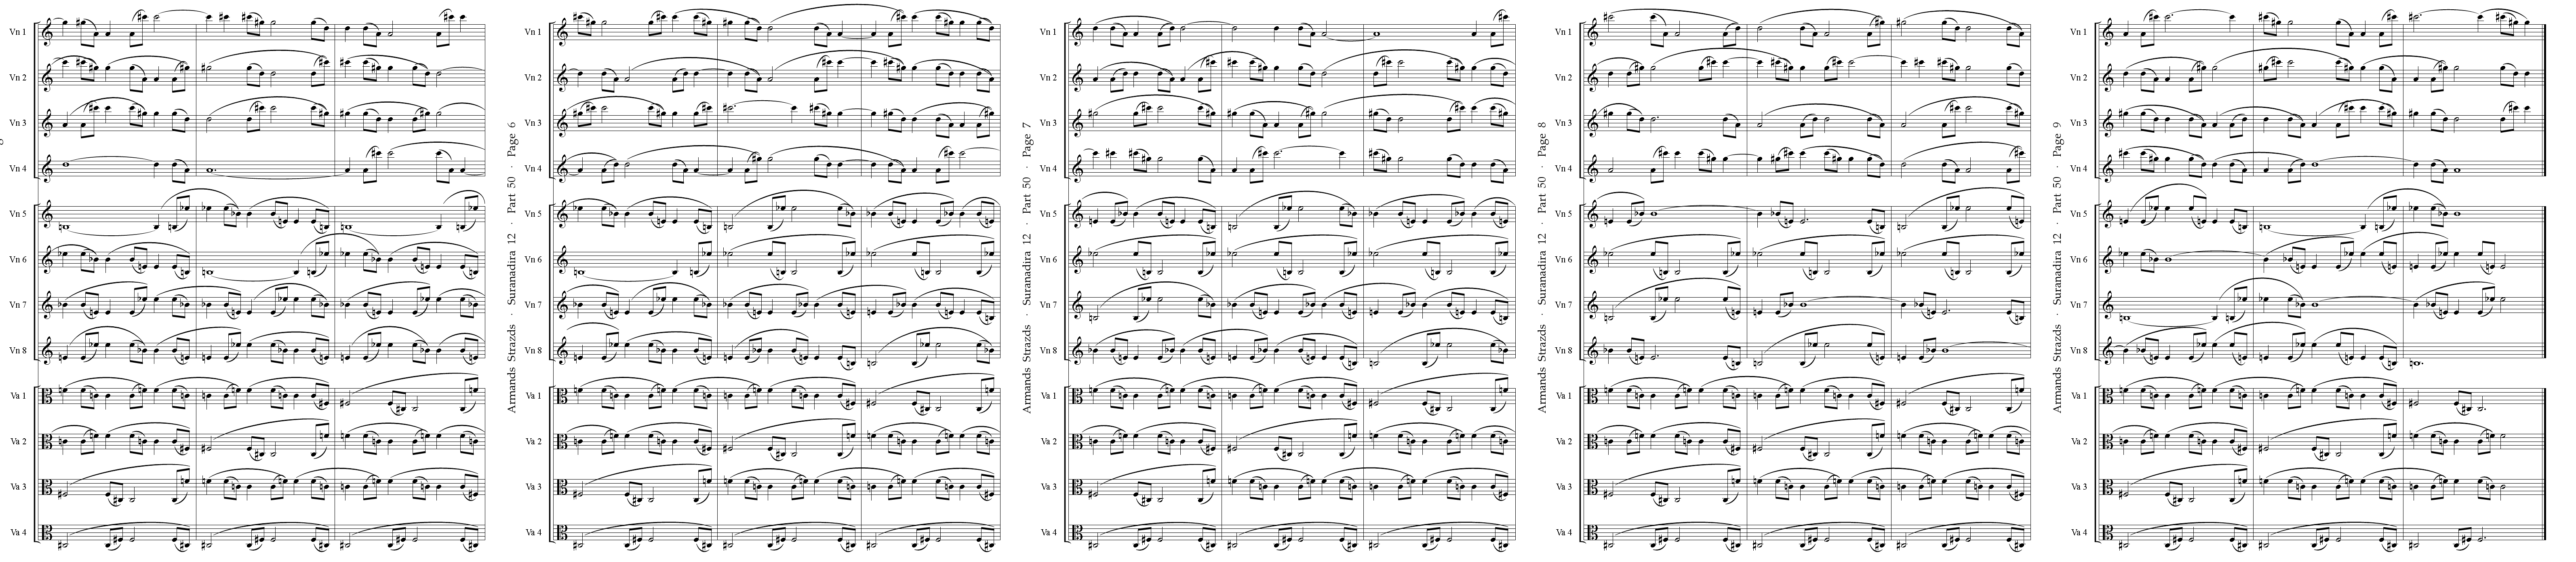 Vn 1
Vn 2
Vn 3
Vn 4
Vn 5
Vn 6
Vn 7
Vn 8
Va 1
Va 2
Va 3
Va 4
Armands Strazds · Suranadira 12 · Part 50 · Page 6
Vn 1
Vn 2
Vn 3
Vn 4
Vn 5
Vn 6
Vn 7
Vn 8
Va 1
Va 2
Va 3
Va 4
Armands Strazds · Suranadira 12 · Part 50 · Page 7
Vn 1
Vn 2
Vn 3
Vn 4
Vn 5
Vn 6
Vn 7
Vn 8
Va 1
Va 2
Va 3
Va 4
Armands Strazds · Suranadira 12 · Part 50 · Page 8
Vn 1
Vn 2
Vn 3
Vn 4
Vn 5
Vn 6
Vn 7
Vn 8
Va 1
Va 2
Va 3
Va 4
Armands Strazds · Suranadira 12 · Part 50 · Page 9
Vn 1
Vn 2
Vn 3
Vn 4
Vn 5
Vn 6
Vn 7
Vn 8
Va 1
Va 2
Va 3
Va 4